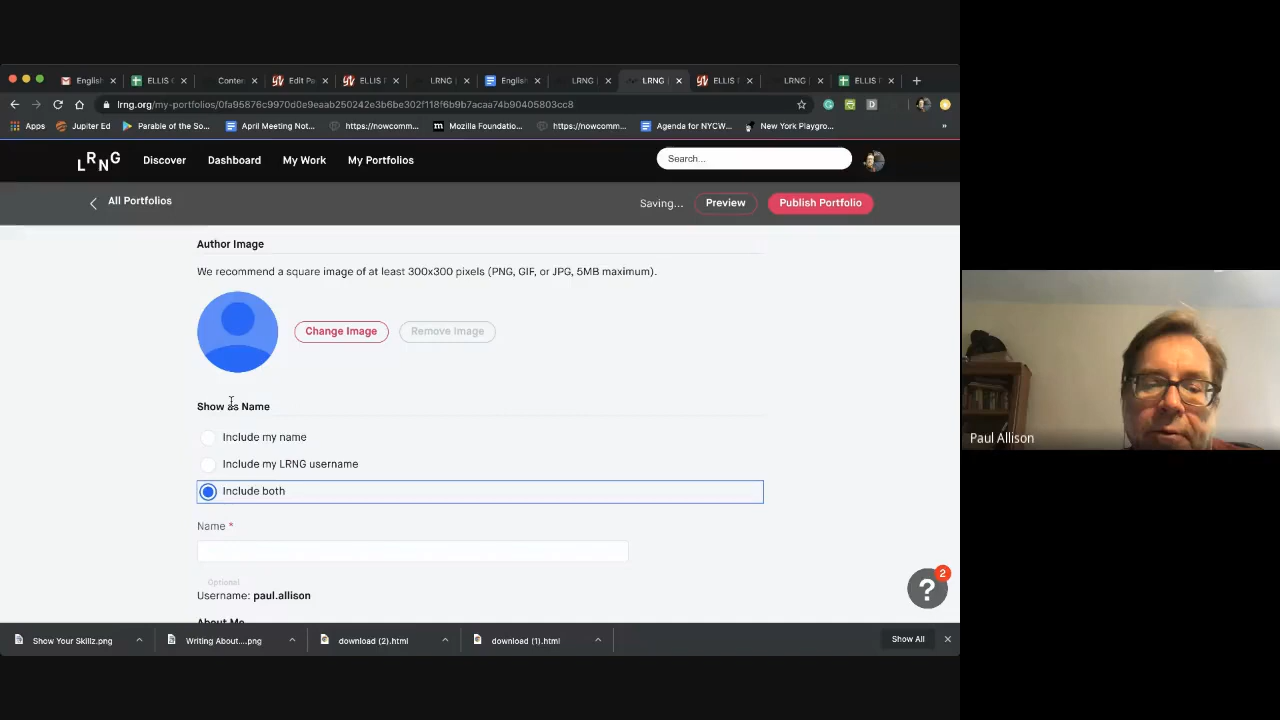 English
ELLIS
Conten
Edit Pa
ELLIS
LRNG
English
LRNG
LRNG
ELLIS
LRNG
ELLIS
lrng.org/my-portfolios/0fa95876c9970d0e9eaab250242e3b6be302f118f6b9b7acaa74b90405803cc8
Apps
Jupiter Ed
Parable of the So...
April Meeting Not...
https://nowcomm...
Mozilla Foundatio...
https://nowcomm...
Agenda for NYCW...
New York Playgro...
»
LRNG
Discover
Dashboard
My Work
My Portfolios
Search...
All Portfolios
Saving...
Preview
Publish Portfolio
Author Image
We recommend a square image of at least 300x300 pixels (PNG, GIF, or JPG, 5MB maximum).
Change Image
Remove Image
Show as Name
Include my name
Include my LRNG username
Include both
Name *
Optional
Username: paul.allison
About Me
?
2
Paul Allison
Show Your Skillz.png
Writing About....png
download (2).html
download (1).html
Show All